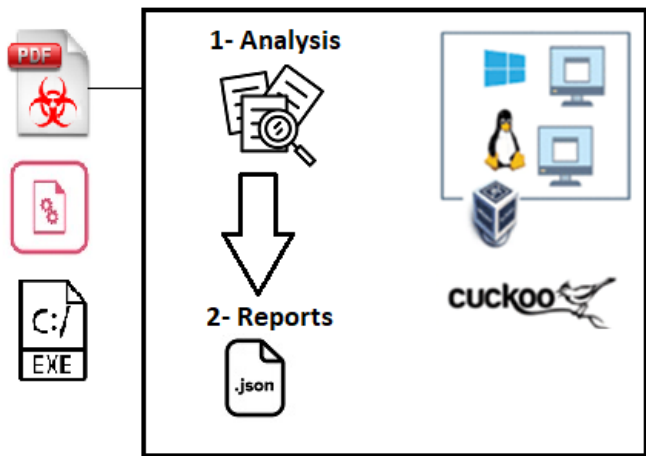 PDF
1- Analysis
C:/
EXE
2- Reports
.json
cuckoo